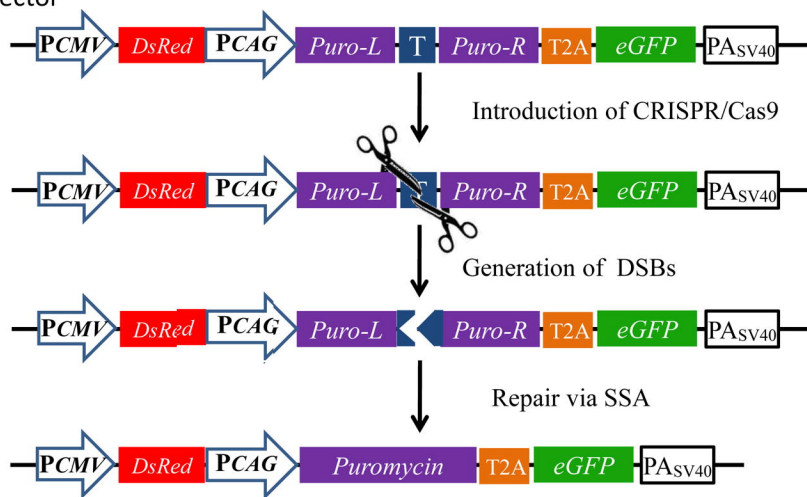 PCMV DsRed PCAG Puro-L T Puro-R T2A eGFP PASV40
Introduction of CRISPR/Cas9
PCMV DsRed PCAG Puro-L Puro-R T2A eGFP PASV40
Generation of DSBs
PCMV DsRed PCAG Puro-L Puro-R T2A eGFP PASV40
Repair via SSA
PCMV DsRed PCAG Puromycin T2A eGFP PASV40